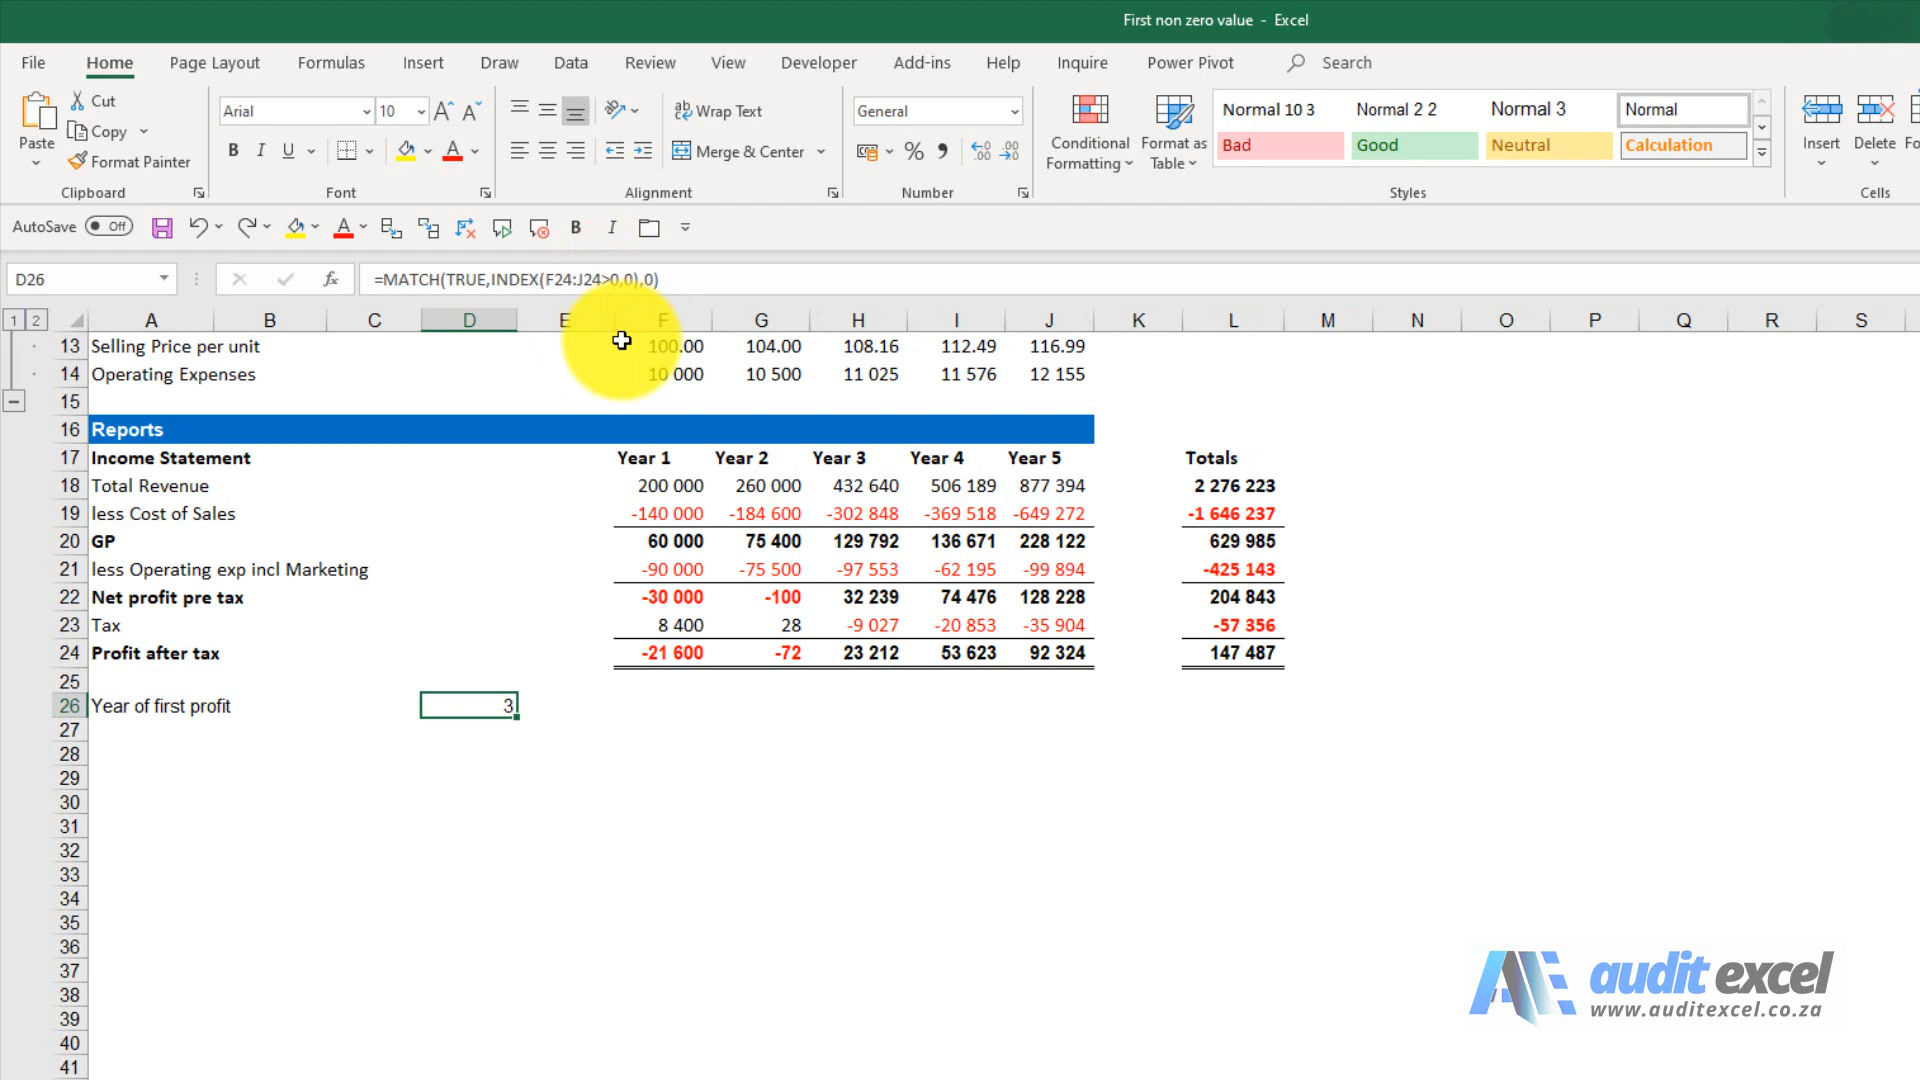 First non zero value - Excel
File Home Page Layout Formulas Insert Draw Data Review View Developer Add-ins Help Inquire Power Pivot Search
Paste
Cut
Copy
Format Painter
Clipboard
Arial 10
B I U
Font
Wrap Text
Merge & Center
Alignment
General
% 
Number
Conditional Formatting
Format as Table
Normal 10 3 Normal 2 2 Normal 3 Normal
Bad Good Neutral Calculation
Styles
Insert Delete Fo
Cells
AutoSave Off B I
D26 fx =MATCH(TRUE,INDEX(F24:J24>0,0),0)
1 2 A B C D E F G H I J K L M N O P Q R S
13 Selling Price per unit 100.00 104.00 108.16 112.49 116.99
14 Operating Expenses 10 000 10 500 11 025 11 576 12 155
15
16 Reports
17 Income Statement Year 1 Year 2 Year 3 Year 4 Year 5 Totals
18 Total Revenue 200 000 260 000 432 640 506 189 877 394 2 276 223
19 less Cost of Sales -140 000 -184 600 -302 848 -369 518 -649 272 -1 646 237
20 GP 60 000 75 400 129 792 136 671 228 122 629 985
21 less Operating exp incl Marketing -90 000 -75 500 -97 553 -62 195 -99 894 -425 143
22 Net profit pre tax -30 000 -100 32 239 74 476 128 228 204 843
23 Tax 8 400 28 -9 027 -20 853 -35 904 -57 356
24 Profit after tax -21 600 -72 23 212 53 623 92 324 147 487
25
26 Year of first profit 3
27
28
29
30
31
32
33
34
35
36
37
38
39
40
41
audit excel
www.auditexcel.co.za